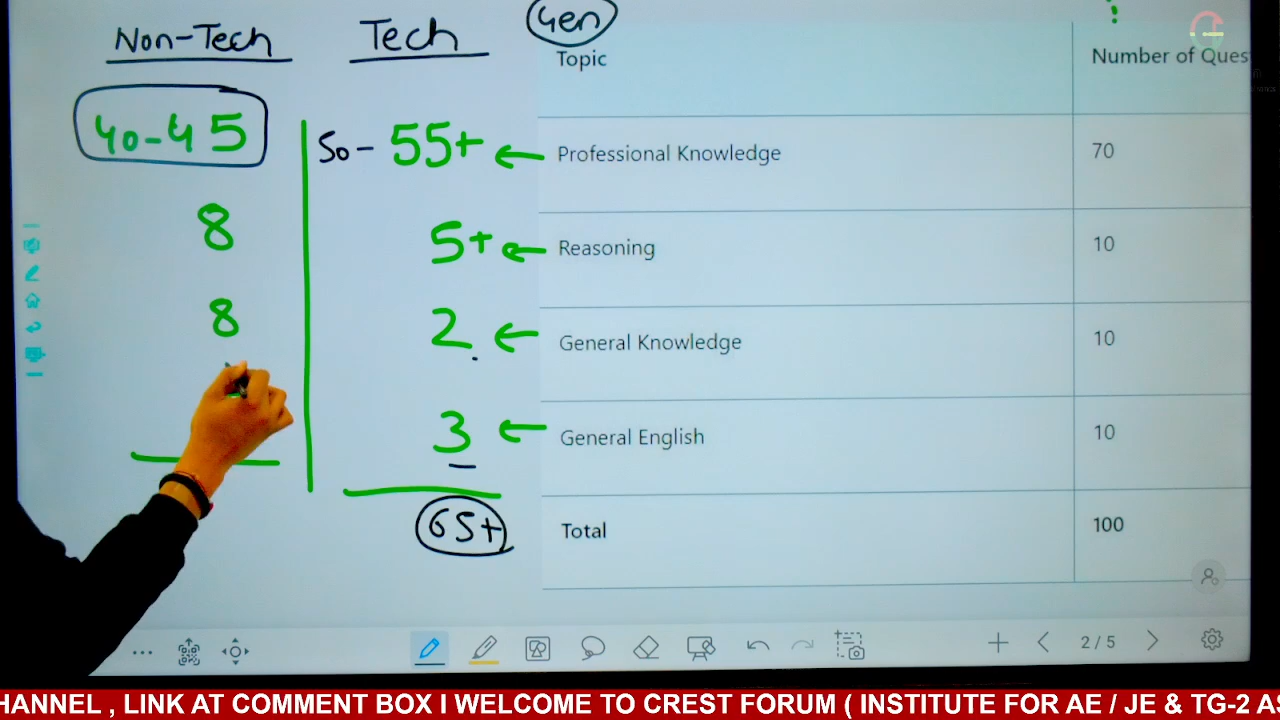 Non-Tech Tech Gen
Topic Number of Ques
40-45 50- 55+ Professional Knowledge 70
8 5+ Reasoning 10
8 2 General Knowledge 10
3 General English 10
65+ Total 100
2 / 5
HANNEL , LINK AT COMMENT BOX I WELCOME TO CREST FORUM ( INSTITUTE FOR AE / JE & TG-2 AS